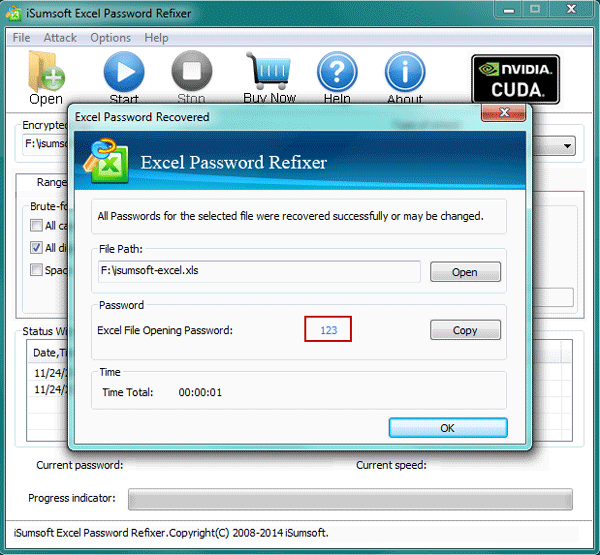 iSumsoft Excel Password Refixer
File Attack Options Help
Open Start Stop Buy Now Help About
NVIDIA.
CUDA.
Excel Password Recovered
Encrypted
F:\isumso
Excel Password Refixer
Range
All Passwords for the selected file were recovered successfully or may be changed.
Brute-fo
All ca
All di
Spac
File Path:
F:\isumsoft-excel.xls
Open
Password
Excel File Opening Password:
123
Copy
Status Wi
Date,Ti
11/24/2
11/24/2
Time
Time Total: 00:00:01
OK
Current password:
Current speed:
Progress indicator:
iSumsoft Excel Password Refixer.Copyright(C) 2008-2014 iSumsoft.